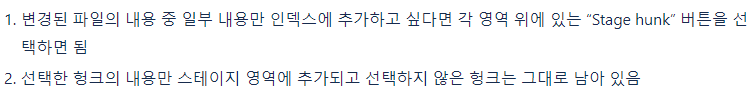 1. 변경된 파일의 내용 중 일부 내용만 인덱스에 추가하고 싶다면 각 영역 위에 있는 “Stage hunk” 버튼을 선
택하면 됨
2. 선택한 헝크의 내용만 스테이지 영역에 추가되고 선택하지 않은 헝크는 그대로 남아 있음